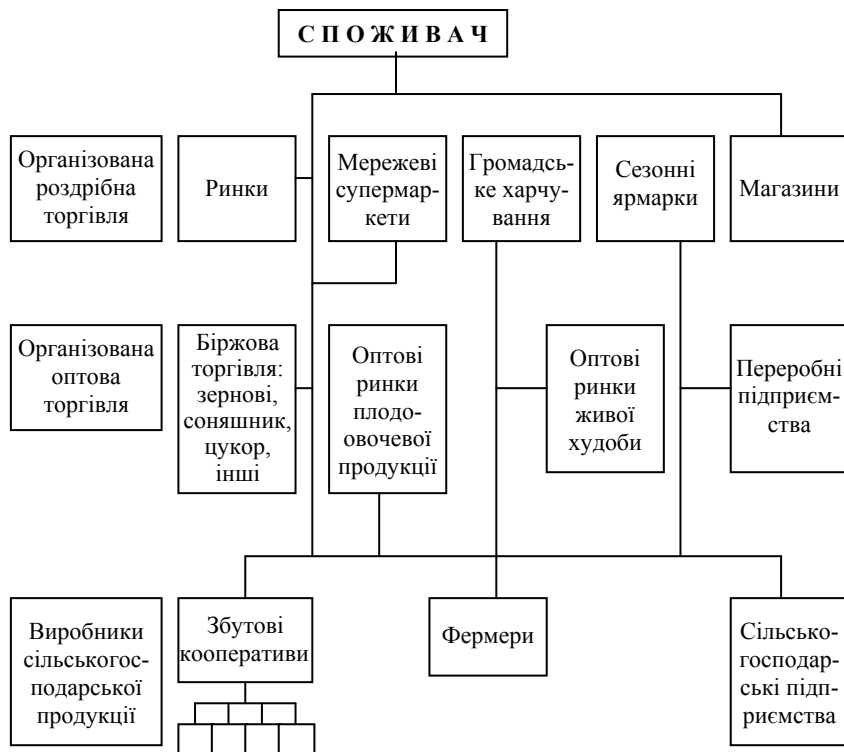 С П О Ж И В А Ч
Організована
роздрібна
торгівля
Ринки
Мережеві
супермар-
кети
Громадсь-
ке харчу-
вання
Сезонні
ярмарки
Магазини
Організована
оптова
торгівля
Біржова
торгівля:
зернові,
соняшник,
цукор,
інші
Оптові
ринки
плодо-
овочевої
продукції
Оптові
ринки
живої
худоби
Переробні
підприєм-
ства
Виробники
сільськогос-
подарської
продукції
Збутові
кооперативи
Фермери
Сільсько-
господар-
ські підп-
риємства